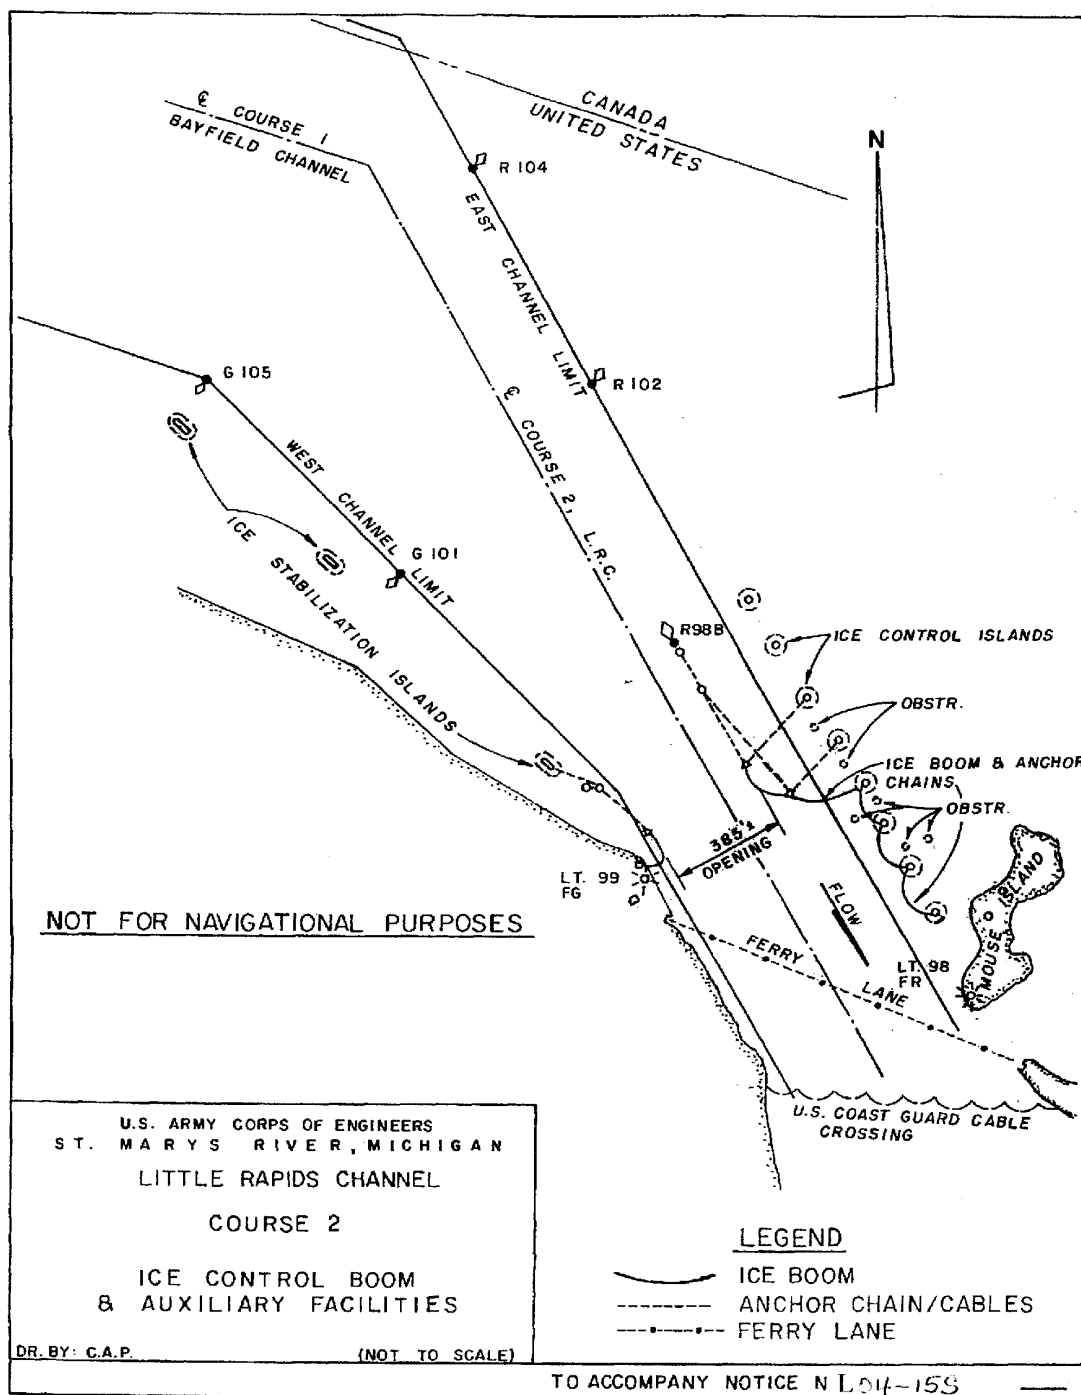 CANADA
UNITED STATES
℄ COURSE 1
BAYFIELD CHANNEL
N
R 104
EAST CHANNEL LIMIT
R 102
G 105
WEST CHANNEL LIMIT
℄ COURSE 2, L.R.C.
G 101
ICE STABILIZATION ISLANDS
R98B
ICE CONTROL ISLANDS
OBSTR.
ICE BOOM & ANCHOR
CHAINS
OBSTR.
385'±
OPENING
LT. 99
FG
FLOW
MOUSE ISLAND
LT. 98
FR
NOT FOR NAVIGATIONAL PURPOSES
FERRY LANE
U.S. COAST GUARD CABLE
CROSSING
U.S. ARMY CORPS OF ENGINEERS
ST. MARYS RIVER, MICHIGAN
LITTLE RAPIDS CHANNEL
COURSE 2
ICE CONTROL BOOM
& AUXILIARY FACILITIES
DR. BY: C.A.P. (NOT TO SCALE)
LEGEND
ICE BOOM
ANCHOR CHAIN/CABLES
FERRY LANE
TO ACCOMPANY NOTICE N L04-15S